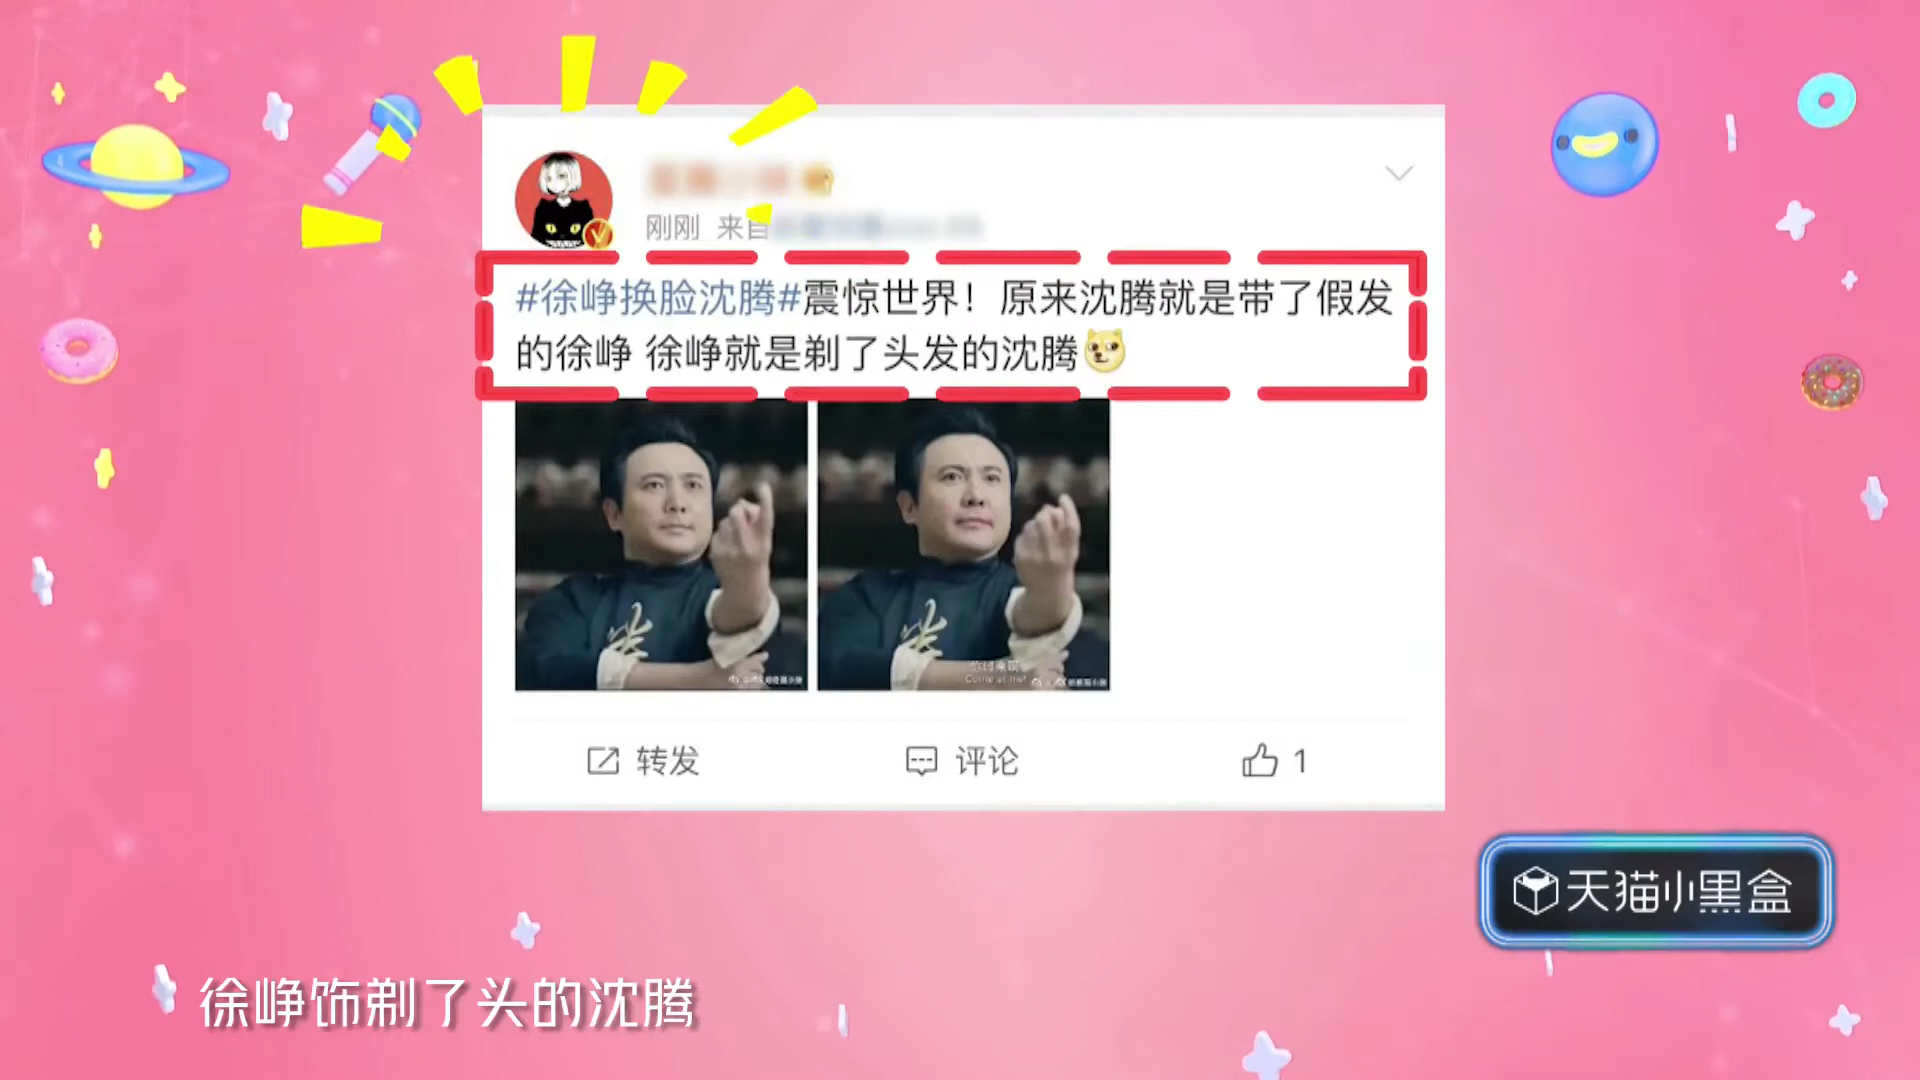 刚刚 来自
#徐峥换脸沈腾#震惊世界！原来沈腾就是带了假发
的徐峥 徐峥就是剃了头发的沈腾
Come at me!
转发
评论
1
天猫小黑盒
徐峥饰剃了头的沈腾